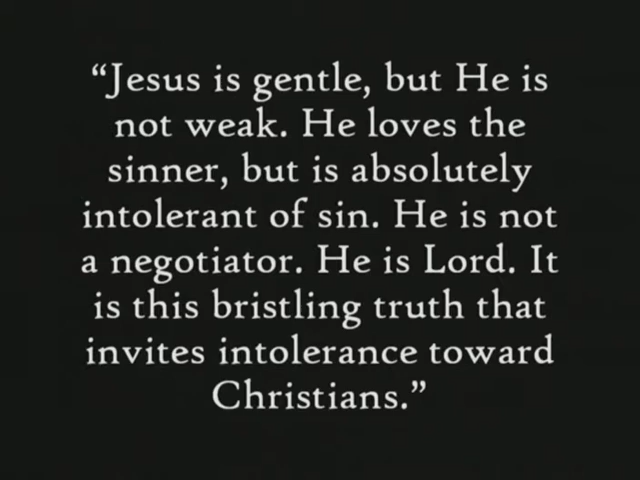 “Jesus is gentle, but He is
not weak. He loves the
sinner, but is absolutely
intolerant of sin. He is not
a negotiator. He is Lord. It
is this bristling truth that
invites intolerance toward
Christians.”